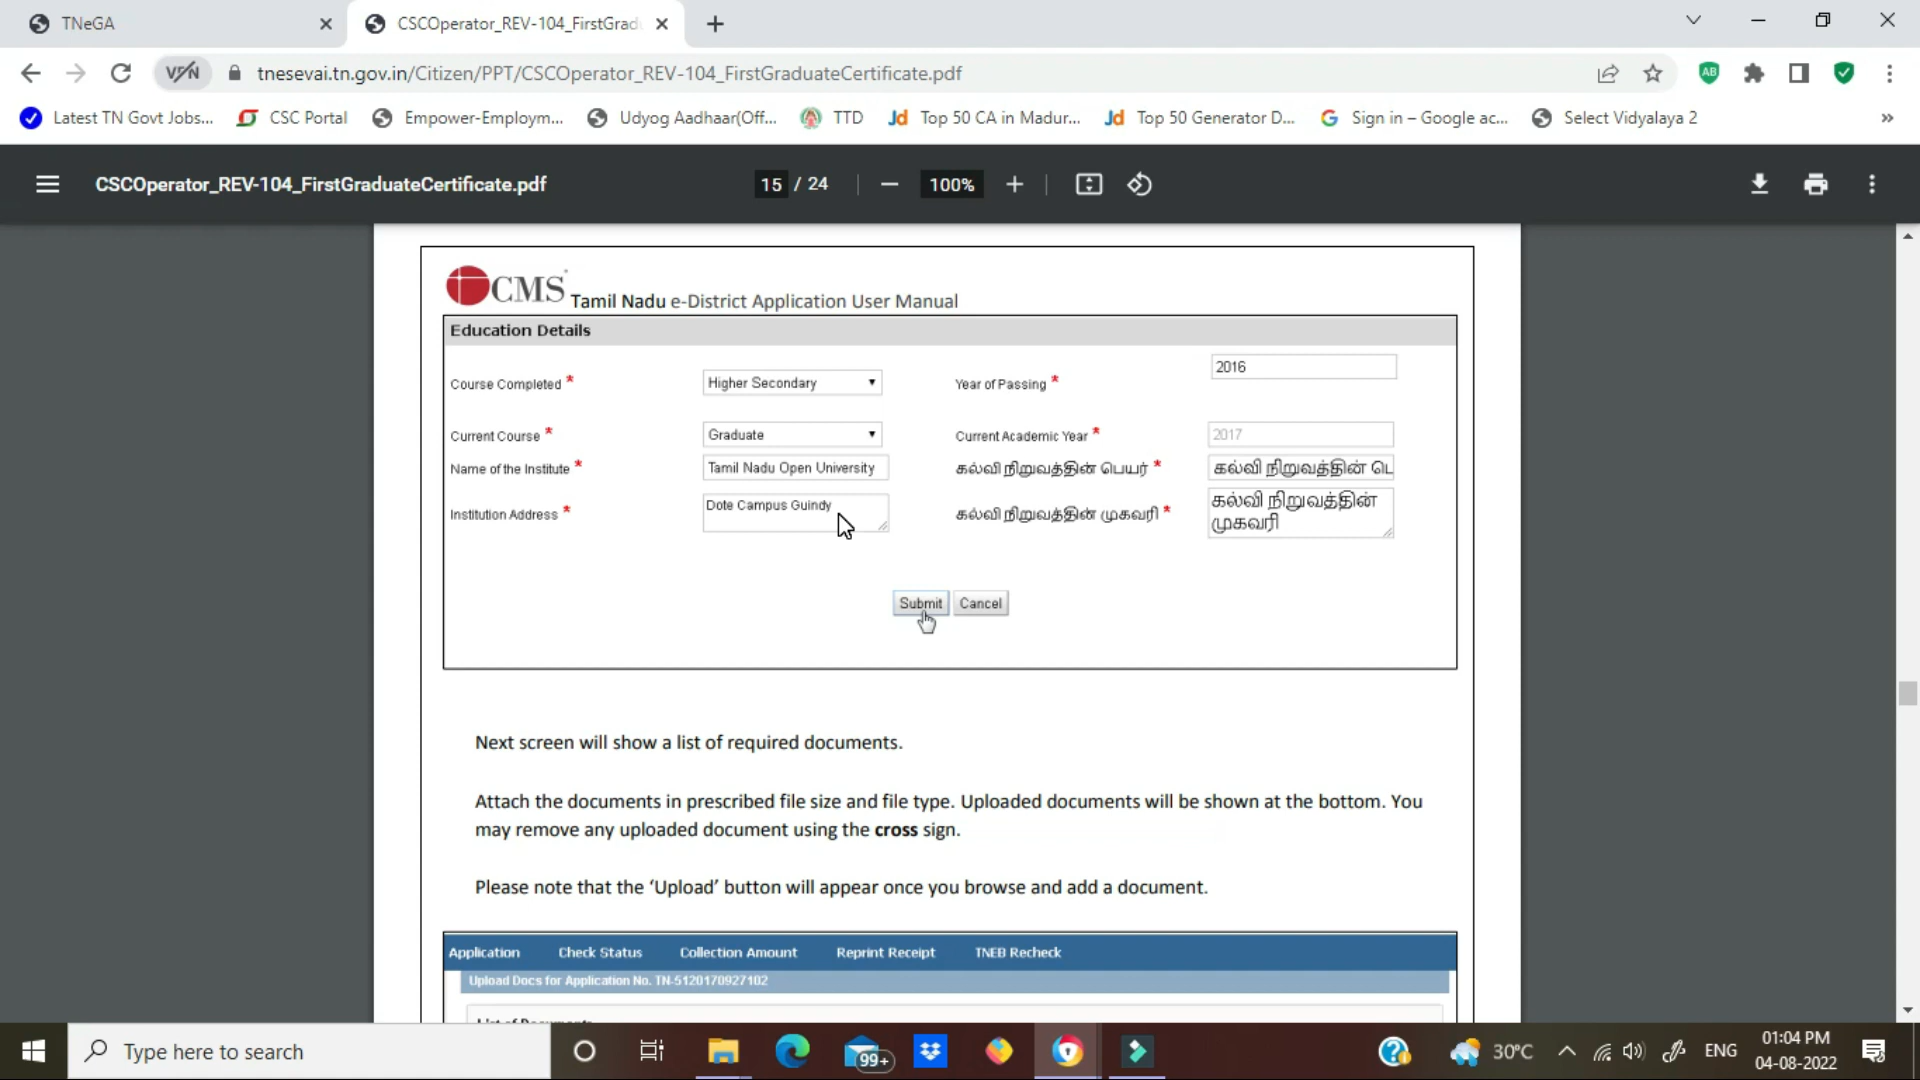 TNeGA
CSCOperator_REV-104_FirstGrad
VPN
tnesevai.tn.gov.in/Citizen/PPT/CSCOperator_REV-104_FirstGraduateCertificate.pdf
AB
Latest TN Govt Jobs... CSC Portal Empower-Employm... Udyog Aadhaar(Off... TTD Jd Top 50 CA in Madur... Jd Top 50 Generator D... G Sign in – Google ac... Select Vidyalaya 2 »
CSCOperator_REV-104_FirstGraduateCertificate.pdf 15 / 24 100%
CMS Tamil Nadu e-District Application User Manual
Education Details
Course Completed * Higher Secondary Year of Passing * 2016
Current Course * Graduate Current Academic Year * 2017
Name of the Institute * Tamil Nadu Open University கல்வி நிறுவத்தின் பெயர் * கல்வி நிறுவத்தின் பெ
Institution Address * Dote Campus Guindy கல்வி நிறுவத்தின் முகவரி * கல்வி நிறுவத்தின்
முகவரி
Submit Cancel
Next screen will show a list of required documents.
Attach the documents in prescribed file size and file type. Uploaded documents will be shown at the bottom. You
may remove any uploaded document using the cross sign.
Please note that the ‘Upload’ button will appear once you browse and add a document.
Application Check Status Collection Amount Reprint Receipt TNEB Recheck
Upload Docs for Application No. TN-5120170927102
Type here to search 99+ 30°C ENG 01:04 PM
04-08-2022